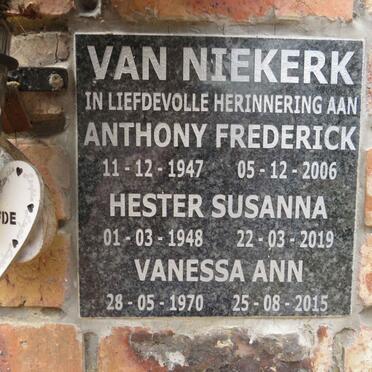 VAN NIEKERK
IN LIEFDEVOLLE HERINNERING AAN
ANTHONY FREDERICK
11 - 12 - 1947 05 - 12 - 2006
HESTER SUSANNA
01 - 03 - 1948 22 - 03 - 2019
VANESSA ANN
28 - 05 - 1970 25 - 08 - 2015